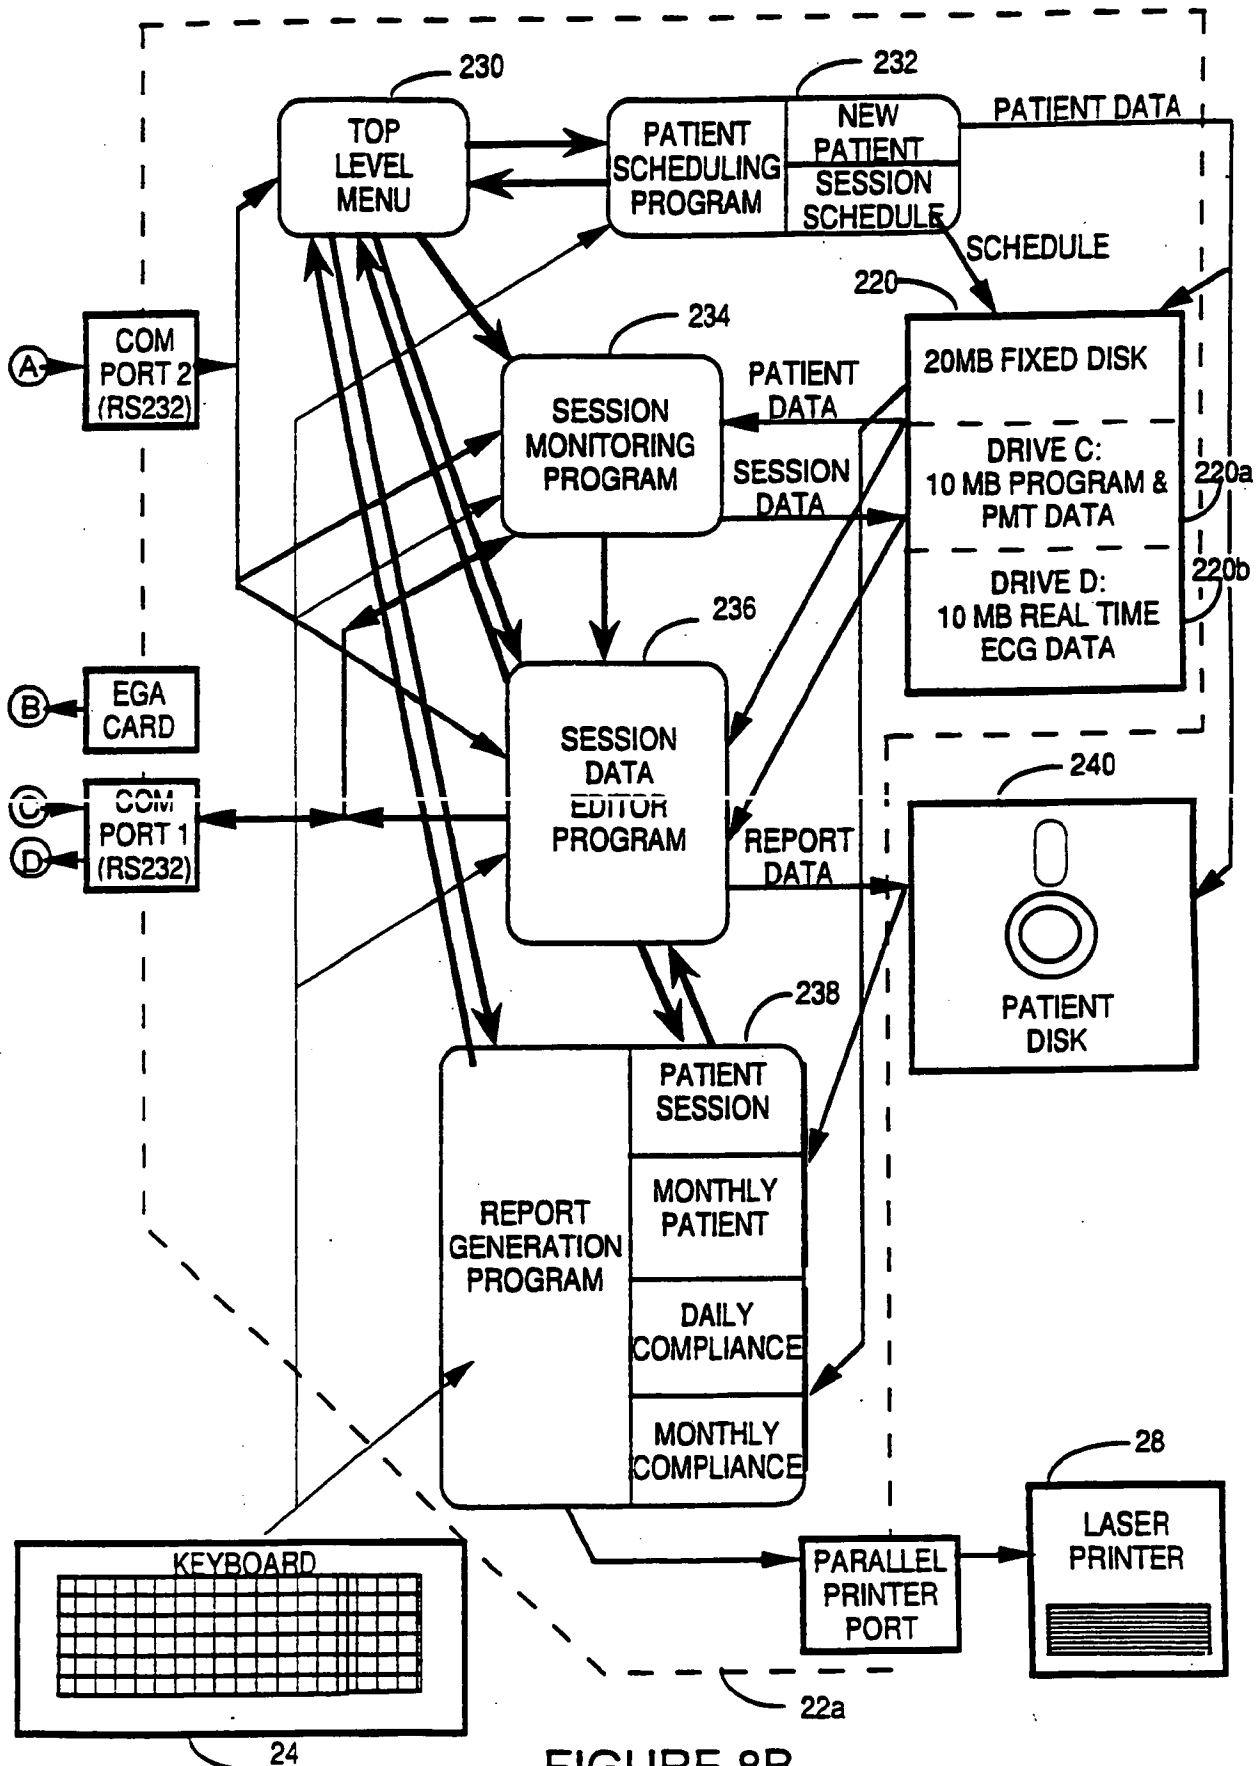 230
232
TOP
LEVEL
MENU
PATIENT
SCHEDULING
PROGRAM
NEW
PATIENT
SESSION
SCHEDULE
PATIENT DATA
SCHEDULE
220
234
A
COM
PORT 2
(RS232)
SESSION
MONITORING
PROGRAM
PATIENT
DATA
SESSION
DATA
20MB FIXED DISK
DRIVE C:
10 MB PROGRAM &
PMT DATA
220a
DRIVE D:
10 MB REAL TIME
ECG DATA
220b
236
B
EGA
CARD
SESSION
DATA
EDITOR
PROGRAM
240
C
D
COM
PORT 1
(RS232)
REPORT
DATA
PATIENT
DISK
238
REPORT
GENERATION
PROGRAM
PATIENT
SESSION
MONTHLY
PATIENT
DAILY
COMPLIANCE
MONTHLY
COMPLIANCE
28
LASER
PRINTER
PARALLEL
PRINTER
PORT
KEYBOARD
22a
24
FIGURE 8B